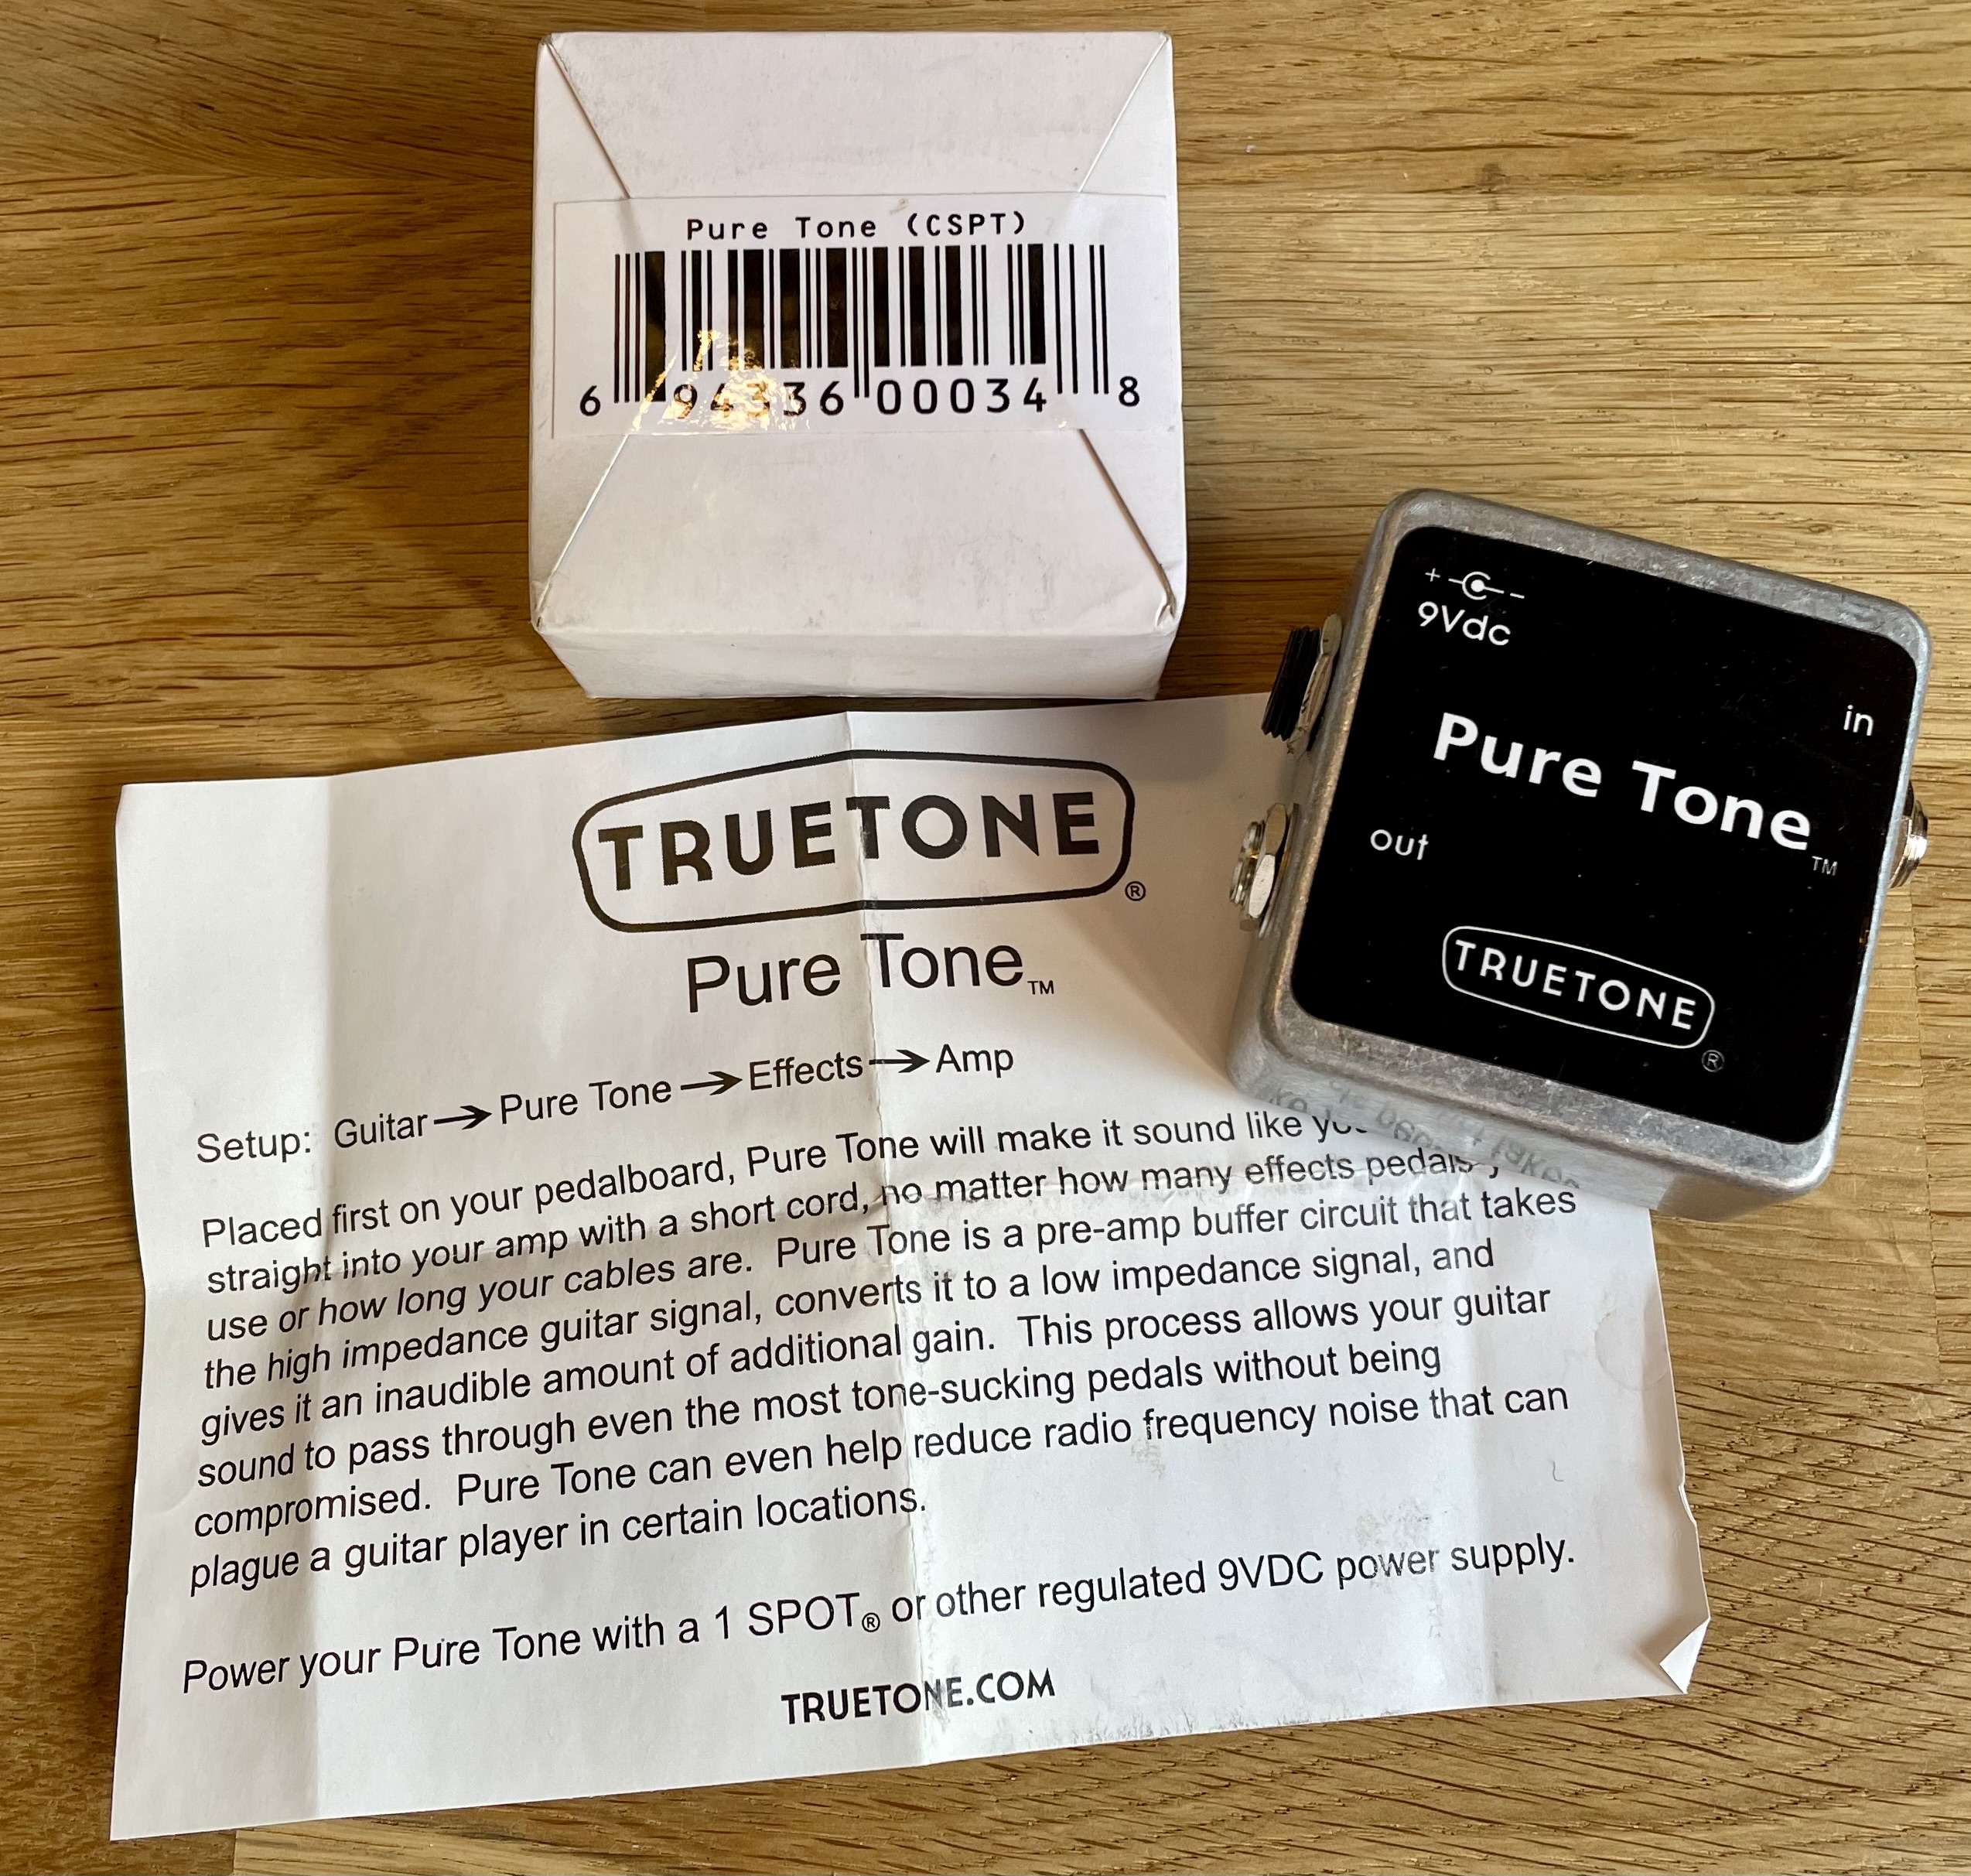 Pure Tone (CSPT)
6 94336 00034 8
+ -
9Vdc
in
Pure Tone™
out
TRUETONE®
TRUETONE®
Pure Tone™
Setup: Guitar→Pure Tone→Effects→Amp
Placed first on your pedalboard, Pure Tone will make it sound like
straight into your amp with a short cord, no matter how many effects pedals
use or how long your cables are. Pure Tone is a pre-amp buffer circuit that takes
the high impedance guitar signal, converts it to a low impedance signal, and
gives it an inaudible amount of additional gain. This process allows your guitar
sound to pass through even the most tone-sucking pedals without being
compromised. Pure Tone can even help reduce radio frequency noise that can
plague a guitar player in certain locations.
Power your Pure Tone with a 1 SPOT® or other regulated 9VDC power supply.
TRUETONE.COM